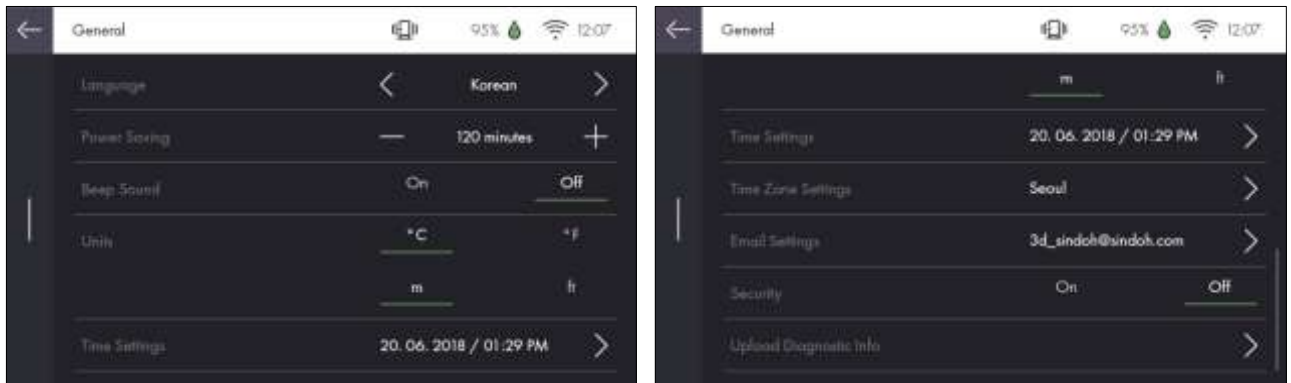 General 95% 12:07
Language Korean
Power Saving 120 minutes
Beep Sound On Off
Units °C °F
m ft
Time Settings 20. 06. 2018 / 01:29 PM
General 95% 12:07
m ft
Time Settings 20. 06. 2018 / 01:29 PM
Time Zone Settings Seoul
Email Settings 3d_sindoh@sindoh.com
Security On Off
Upload Diagnostic Info